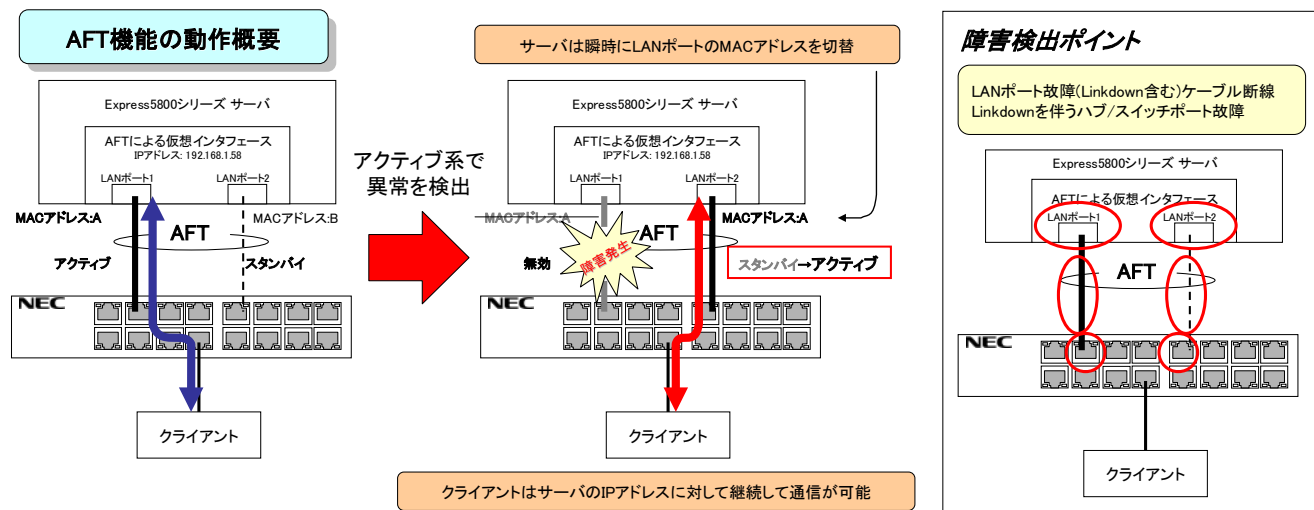 AFT機能の動作概要
Express5800シリーズ サーバ
AFTによる仮想インタフェース
IPアドレス: 192.168.1.58
LANポート1
LANポート2
MACアドレス:A
MACアドレス:B
AFT
アクティブ
スタンバイ
NEC
クライアント
アクティブ系で
異常を検出
サーバは瞬時にLANポートのMACアドレスを切替
Express5800シリーズ サーバ
AFTによる仮想インタフェース
IPアドレス: 192.168.1.58
LANポート1
LANポート2
MACアドレス:A
MACアドレス:A
AFT
無効
障害発生
スタンバイ→アクティブ
NEC
クライアント
クライアントはサーバのIPアドレスに対して継続して通信が可能
障害検出ポイント
LANポート故障(Linkdown含む)ケーブル断線
Linkdownを伴うハブ/スイッチポート故障
Express5800シリーズ サーバ
AFTによる仮想インタフェース
LANポート1
LANポート2
AFT
NEC
クライアント